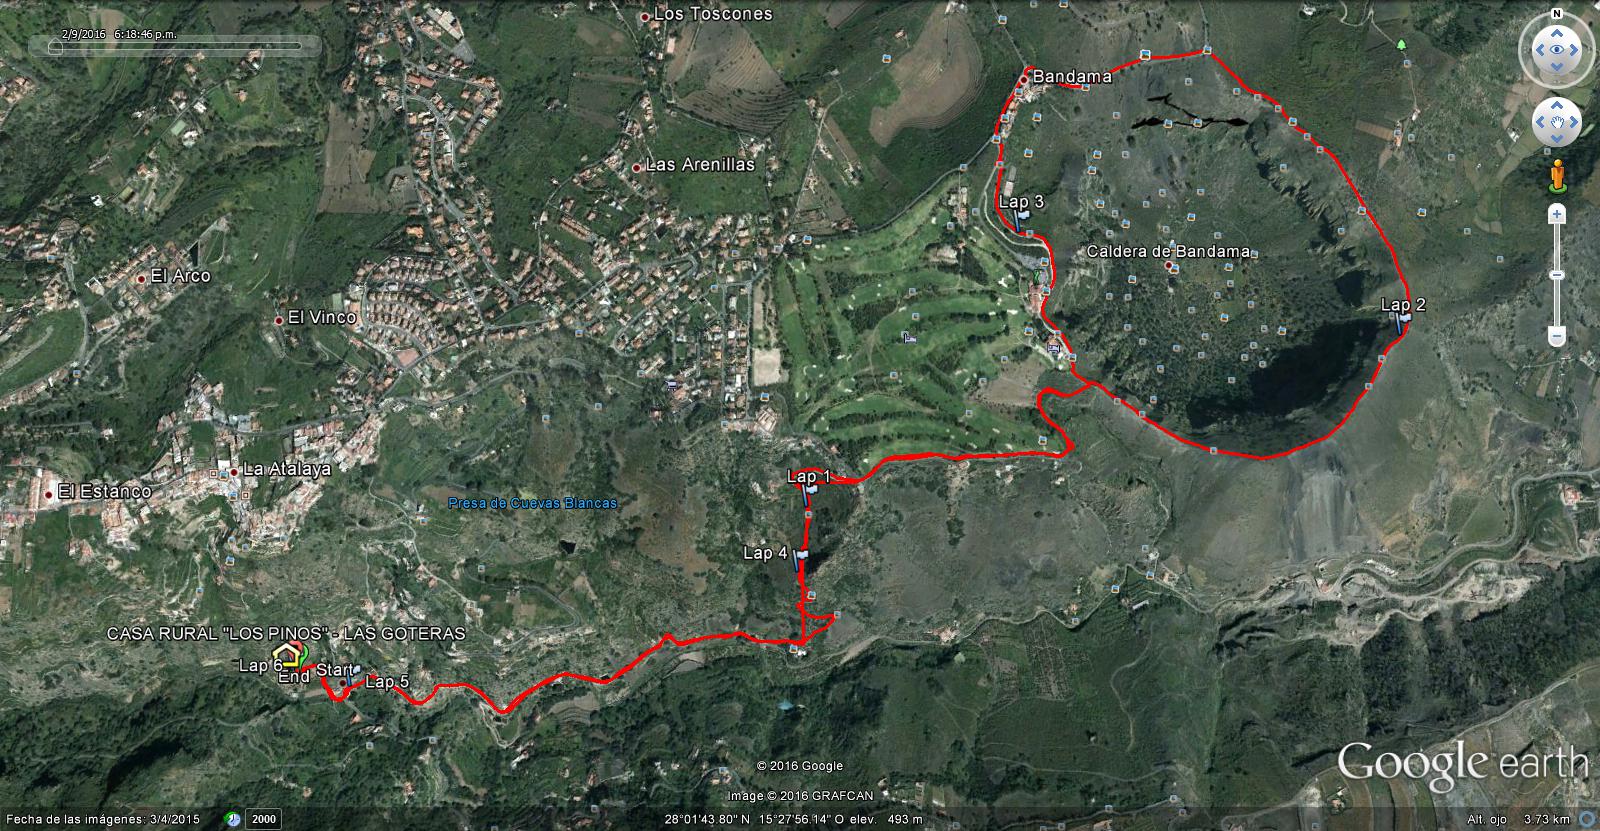 Los Toscones
2/9/2016 6:18:46 p.m.
N
Bandama
Las Arenillas
Lap 3
Caldera de Bandama
El Arco
Lap 2
El Vinco
La Atalaya
Lap 1
El Estanco
Presa de Cuevas Blancas
Lap 4
CASA RURAL "LOS PINOS" - LAS GOTERAS
Lap 6
End Start
Lap 5
Google earth
© 2016 Google
Image © 2016 GRAFCAN
Fecha de las imágenes: 3/4/2015
2000
28°01'43.80" N 15°27'56.14" O elev. 493 m
Alt. ojo 3.73 km